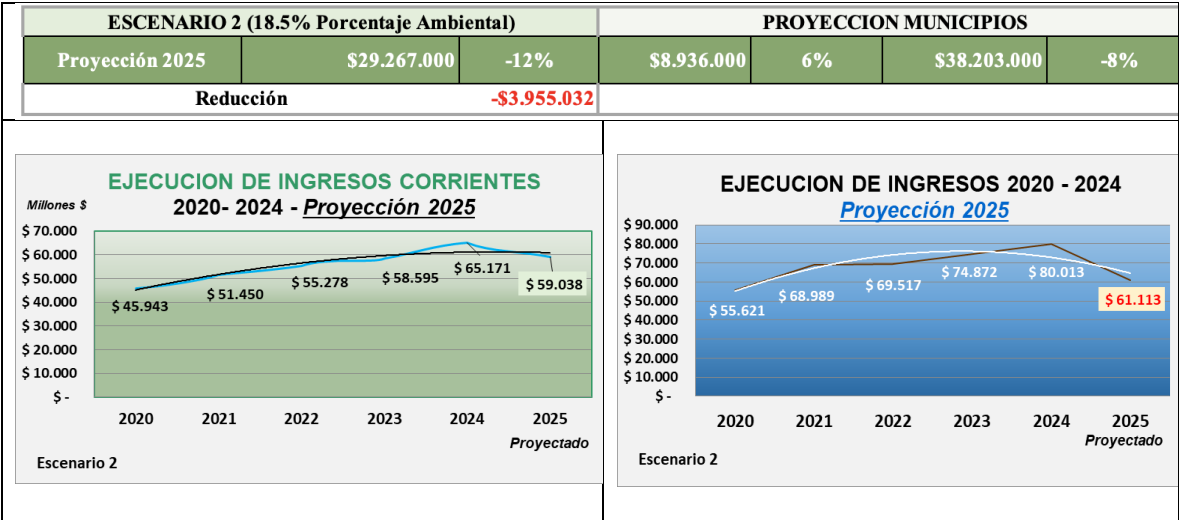 ESCENARIO 2 (18.5% Porcentaje Ambiental) PROYECCION MUNICIPIOS
Proyección 2025 $29.267.000 -12% $8.936.000 6% $38.203.000 -8%
Reducción -$3.955.032
EJECUCION DE INGRESOS CORRIENTES
2020- 2024 - Proyección 2025
Millones $
$ 70.000
$ 60.000
$ 50.000
$ 40.000
$ 30.000
$ 20.000
$ 10.000
$ -
$ 45.943
$ 51.450
$ 55.278
$ 58.595
$ 65.171
$ 59.038
2020 2021 2022 2023 2024 2025
Proyectado
Escenario 2
EJECUCION DE INGRESOS 2020 - 2024
Proyección 2025
$ 90.000
$ 80.000
$ 70.000
$ 60.000
$ 50.000
$ 40.000
$ 30.000
$ 20.000
$ 10.000
$ -
$ 55.621
$ 68.989
$ 69.517
$ 74.872
$ 80.013
$ 61.113
2020 2021 2022 2023 2024 2025
Proyectado
Escenario 2